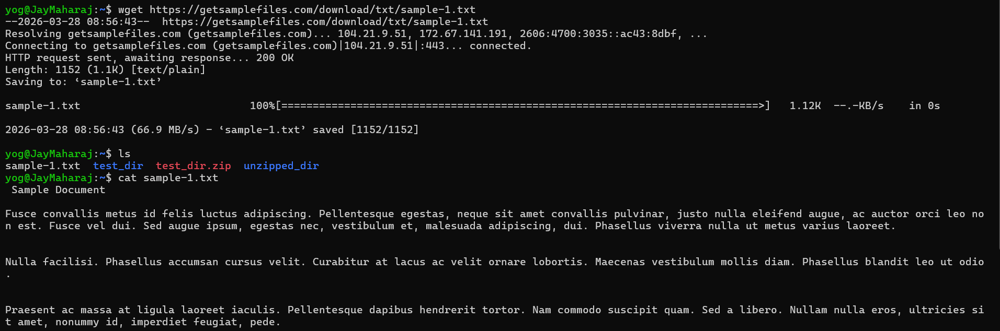 yog@JayMaharaj:~$ wget https://getsamplefiles.com/download/txt/sample-1.txt
--2026-03-28 08:56:43--  https://getsamplefiles.com/download/txt/sample-1.txt
Resolving getsamplefiles.com (getsamplefiles.com)... 104.21.9.51, 172.67.141.191, 2606:4700:3035::ac43:8dbf, ...
Connecting to getsamplefiles.com (getsamplefiles.com)|104.21.9.51|:443... connected.
HTTP request sent, awaiting response... 200 OK
Length: 1152 (1.1K) [text/plain]
Saving to: ‘sample-1.txt’
sample-1.txt                           100%[============================================================================>]   1.12K  --.-KB/s    in 0s
2026-03-28 08:56:43 (66.9 MB/s) - ‘sample-1.txt’ saved [1152/1152]
yog@JayMaharaj:~$ ls
sample-1.txt  test_dir  test_dir.zip  unzipped_dir
yog@JayMaharaj:~$ cat sample-1.txt
 Sample Document
Fusce convallis metus id felis luctus adipiscing. Pellentesque egestas, neque sit amet convallis pulvinar, justo nulla eleifend augue, ac auctor orci leo no
n est. Fusce vel dui. Sed augue ipsum, egestas nec, vestibulum et, malesuada adipiscing, dui. Phasellus viverra nulla ut metus varius laoreet.
Nulla facilisi. Phasellus accumsan cursus velit. Curabitur at lacus ac velit ornare lobortis. Maecenas vestibulum mollis diam. Phasellus blandit leo ut odio
.
Praesent ac massa at ligula laoreet iaculis. Pellentesque dapibus hendrerit tortor. Nam commodo suscipit quam. Sed a libero. Nullam nulla eros, ultricies si
t amet, nonummy id, imperdiet feugiat, pede.